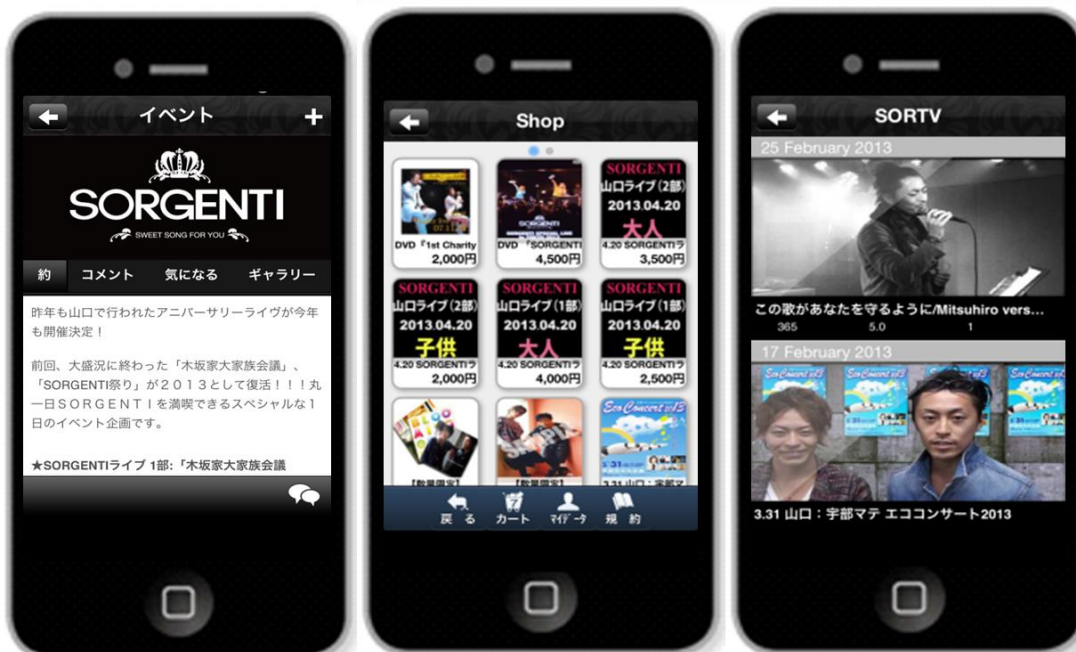 イベント
SORGENTI
SWEET SONG FOR YOU
約 コメント 気になる ギャラリー
昨年も山口で行われたアニバーサリーライヴが今年
も開催決定！
前回、大盛況に終わった「木坂家大家族会議」、
「SORGENTI祭り」が２０１３として復活！！！丸
一日ＳＯＲＧＥＮＴＩを満喫できるスペシャルな１
日のイベント企画です。
★SORGENTIライブ 1部:「木坂家大家族会議
Shop
DVD『1st Charity
2,000円
SORGENTI
DVD 『SORGENTI
4,500円
SORGENTI
山口ライブ(2部)
2013.04.20
大人
4.20 SORGENTIラ
3,500円
SORGENTI
山口ライブ(2部)
2013.04.20
子供
4.20 SORGENTIラ
2,000円
SORGENTI
山口ライブ(1部)
2013.04.20
大人
4.20 SORGENTIラ
4,000円
SORGENTI
山口ライブ(1部)
2013.04.20
子供
4.20 SORGENTIラ
2,500円
【数量限定】
【数量限定】
Eco Concert vol.5
3.31 山口：宇部マ
戻る カート ﾏｲﾃﾞｰﾀ 規約
SORTV
25 February 2013
この歌があなたを守るように/Mitsuhiro vers...
365 5.0 1
17 February 2013
Eco Concert vol.5
3.31 山口：宇部マテ エココンサート2013